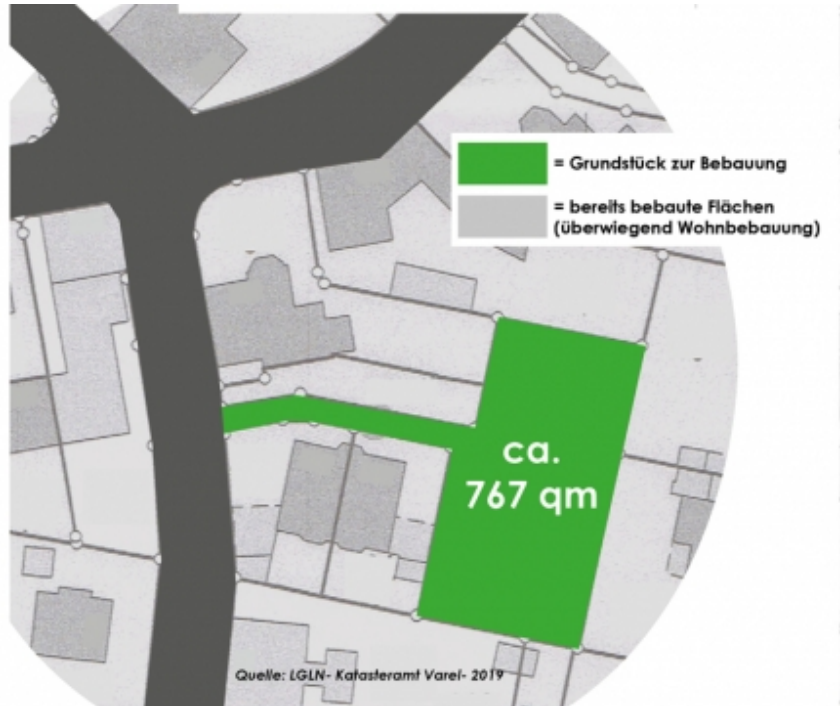 = Grundstück zur Bebauung
= bereits bebaute Flächen
(überwiegend Wohnbebauung)
ca.
767 qm
Quelle: LGLN- Katasteramt Varel- 2019